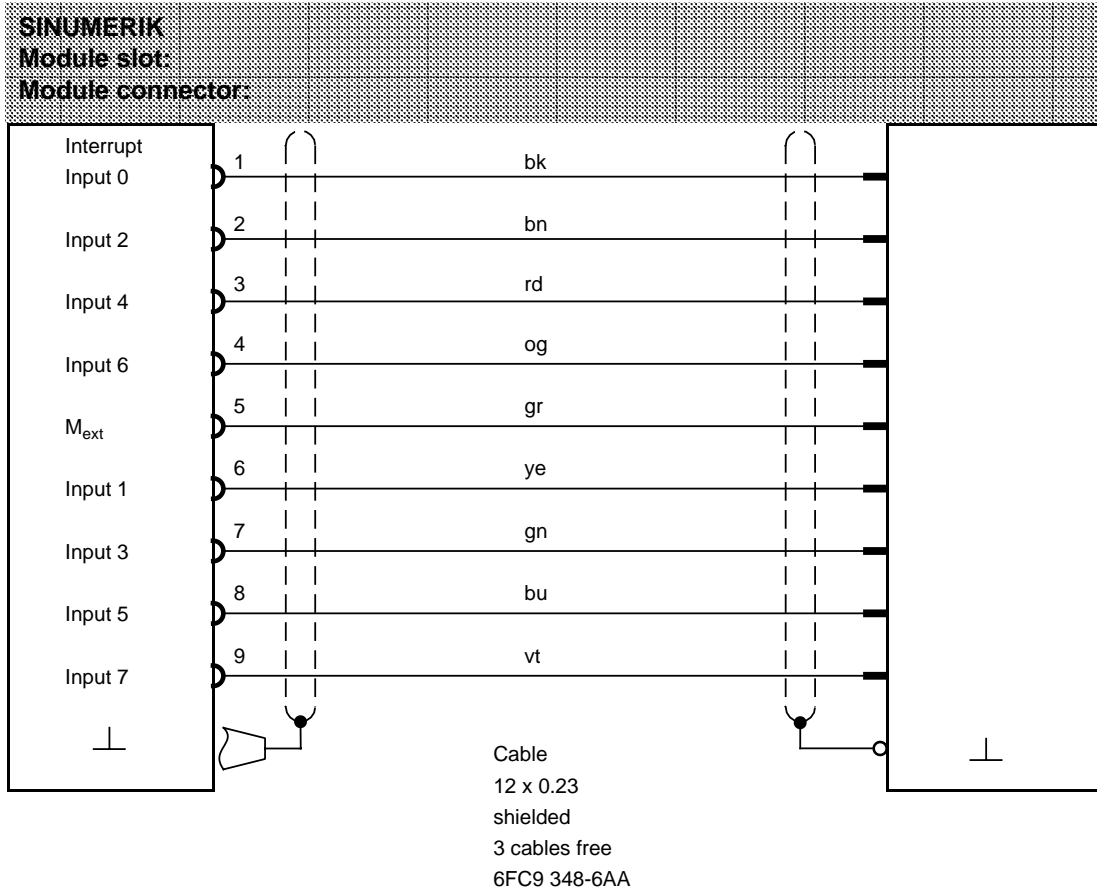 SINUMERIK
Module slot:
Module connector:
Interrupt
Input 0 1 bk
Input 2 2 bn
Input 4 3 rd
Input 6 4 og
Mext 5 gr
Input 1 6 ye
Input 3 7 gn
Input 5 8 bu
Input 7 9 vt
Cable
12 x 0.23
shielded
3 cables free
6FC9 348-6AA